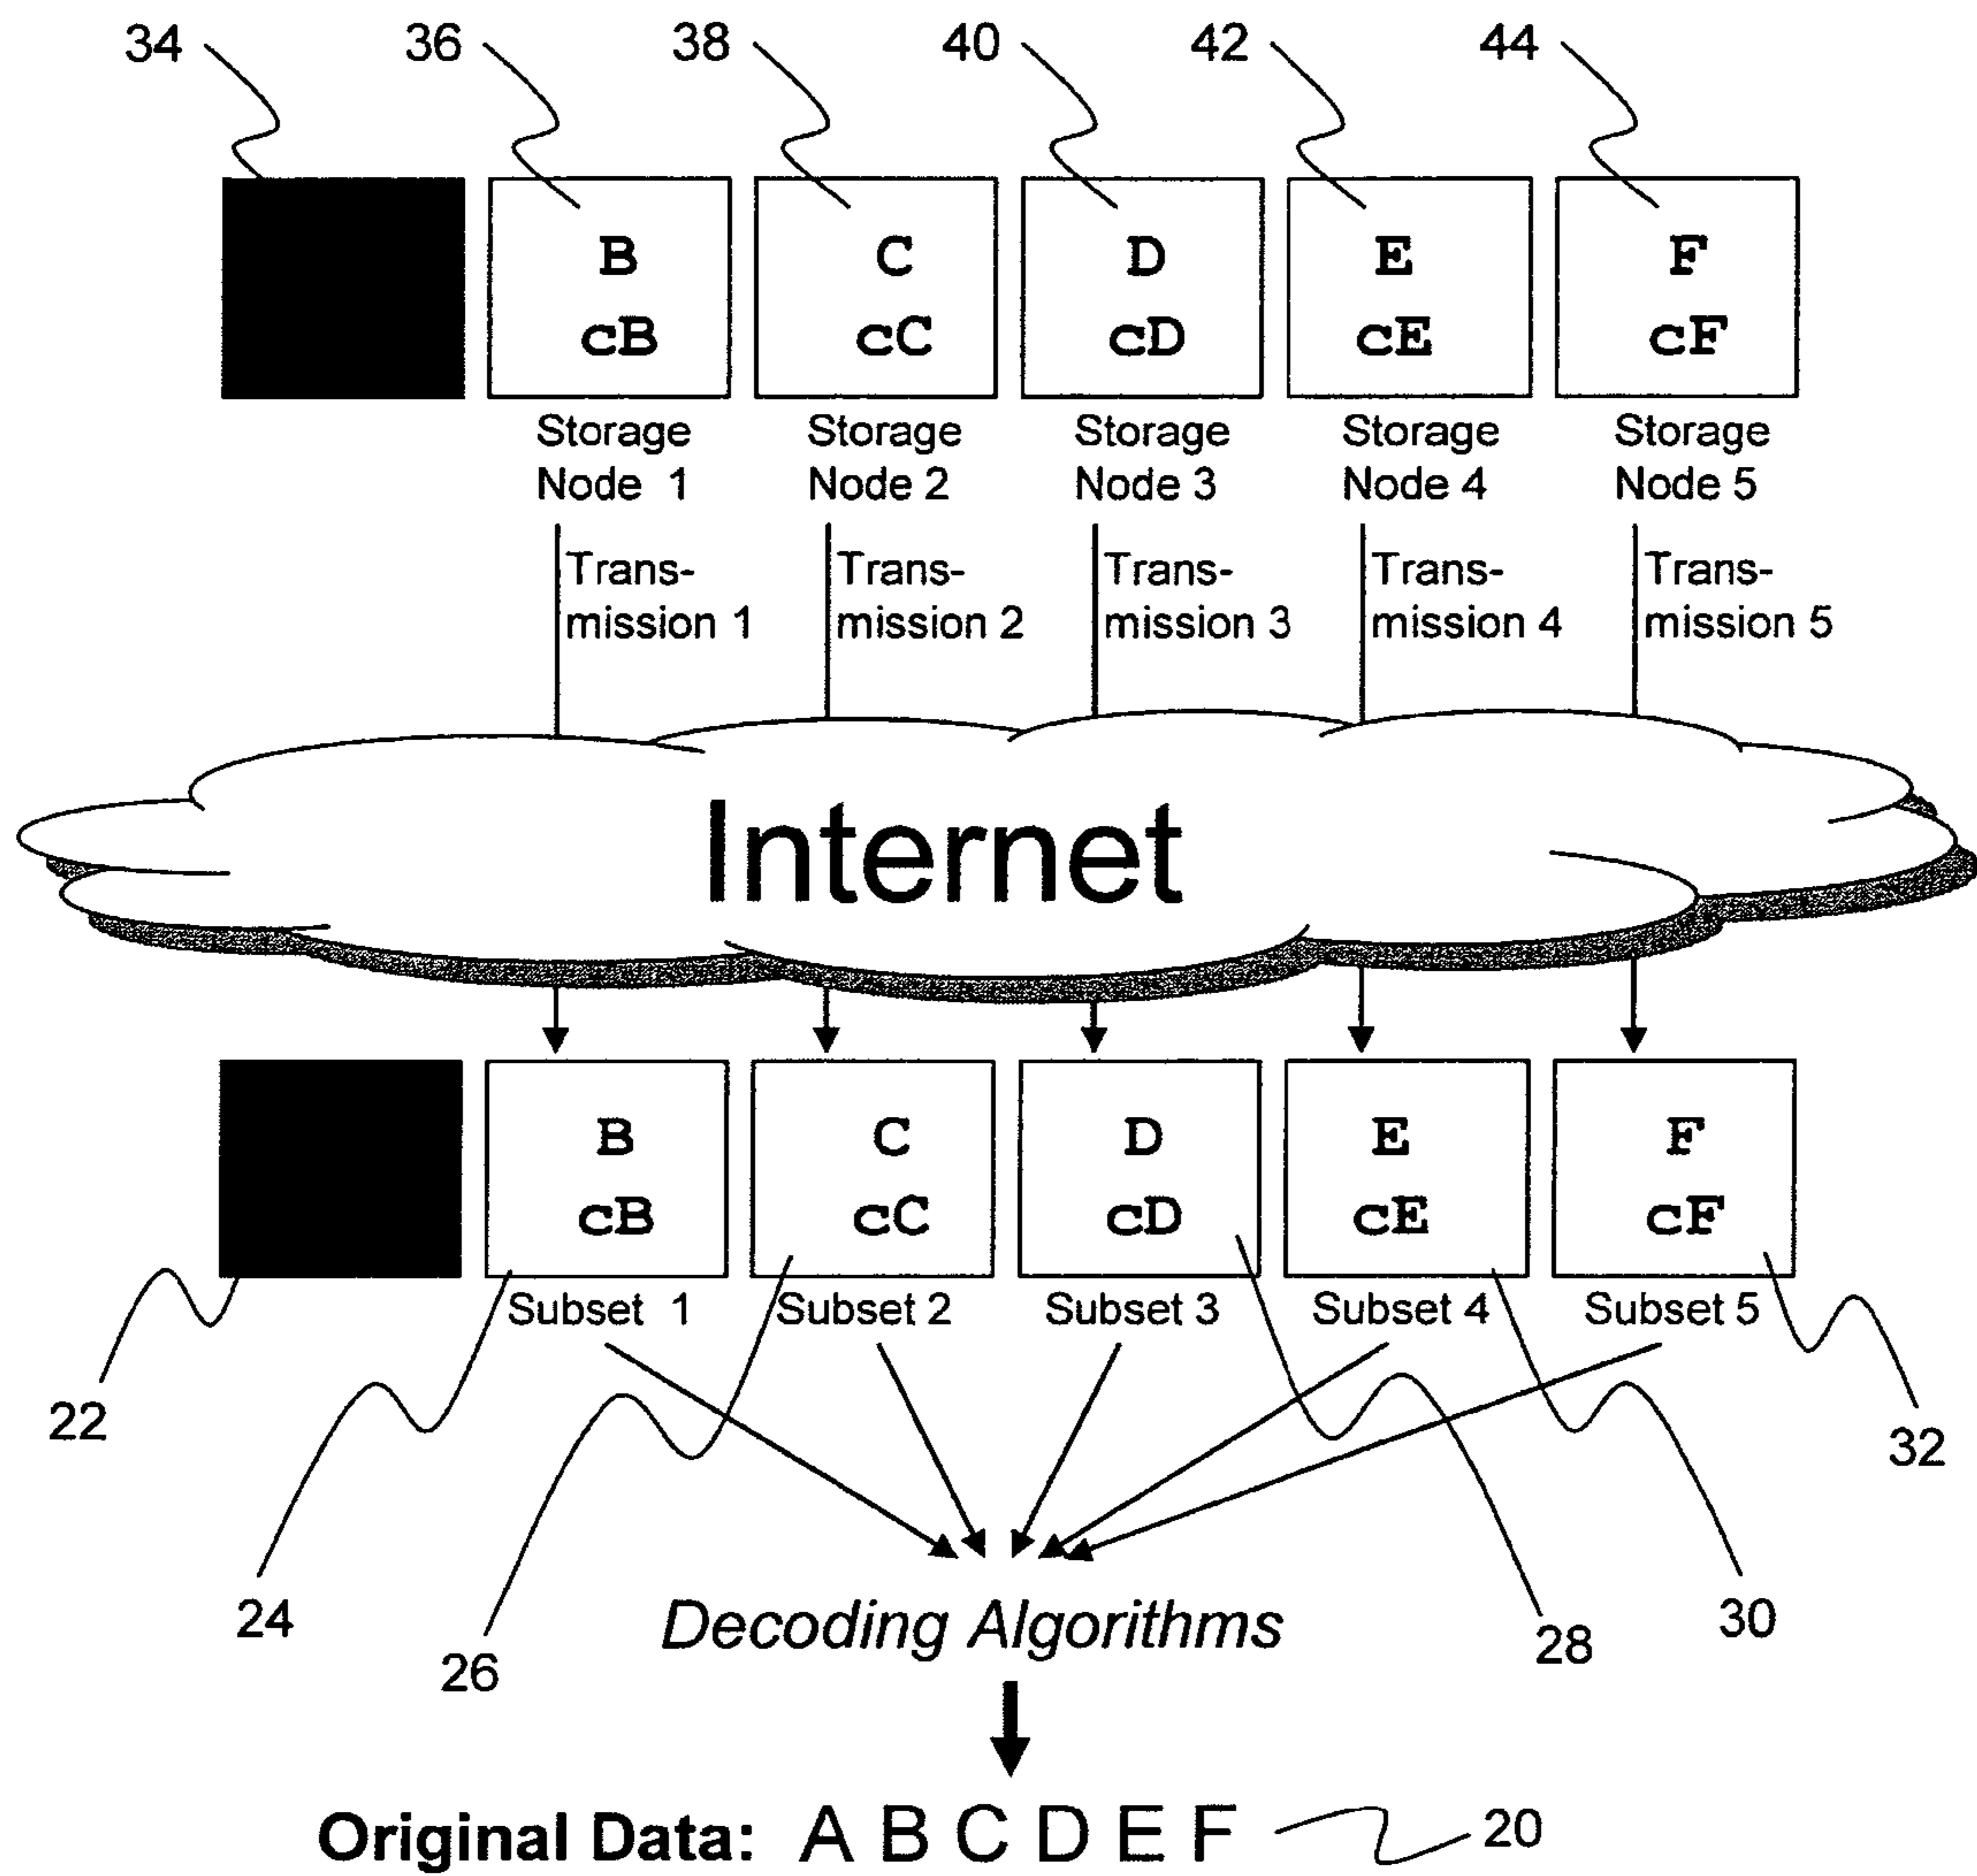 34 36 38 40 42 44
B C D E F
cB cC cD cE cF
Storage Node 1
Storage Node 2
Storage Node 3
Storage Node 4
Storage Node 5
Trans-
mission 1
Trans-
mission 2
Trans-
mission 3
Trans-
mission 4
Trans-
mission 5
Internet
B C D E F
cB cC cD cE cF
Subset 1 Subset 2 Subset 3 Subset 4 Subset 5
22
32
24
26
28
30
Decoding Algorithms
Original Data: A B C D E F
20